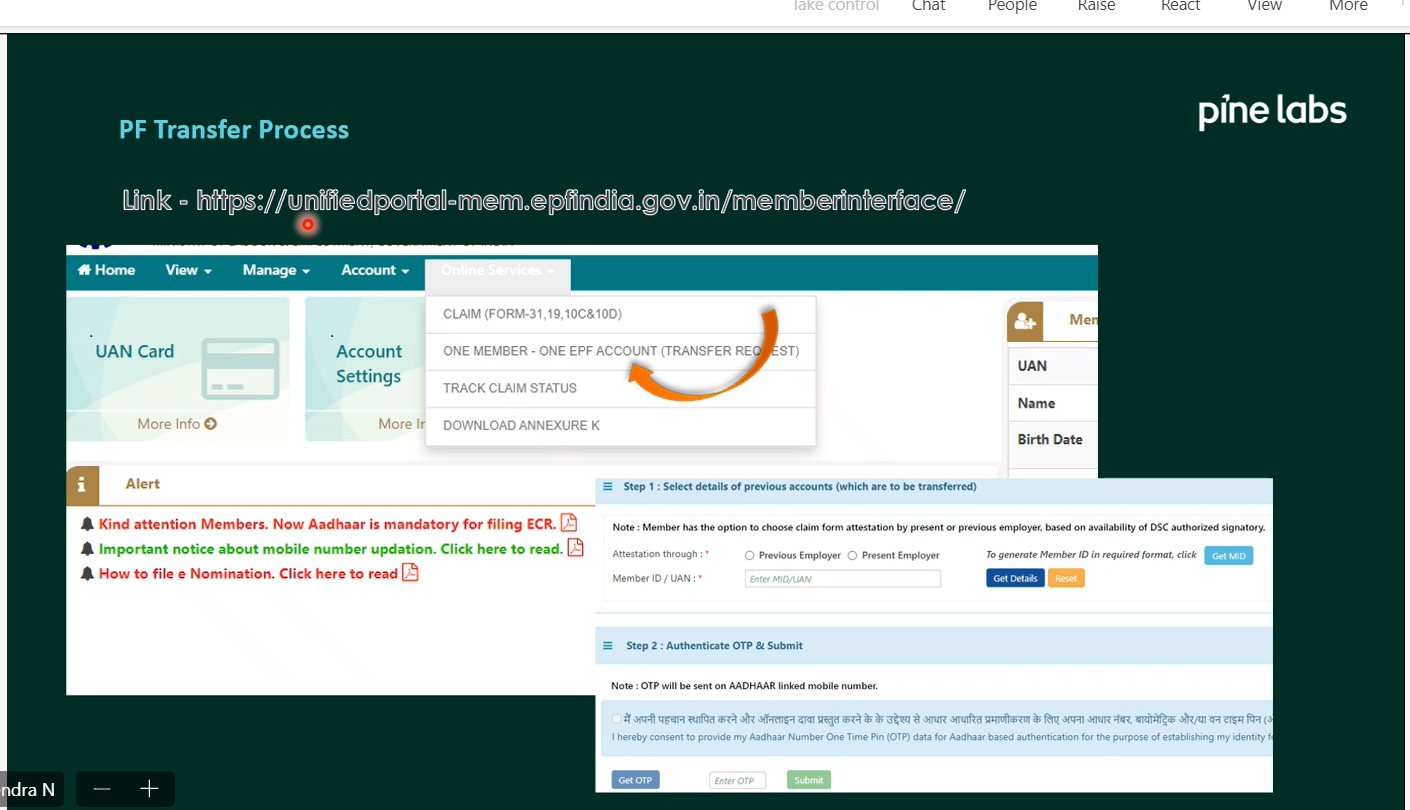 Take control Chat People Raise React View More
pine labs
PF Transfer Process
Link - https://unifiedportal-mem.epfindia.gov.in/memberinterface/
Home View Manage Account Online Services
CLAIM (FORM-31,19,10C&10D)
ONE MEMBER - ONE EPF ACCOUNT (TRANSFER REQUEST)
TRACK CLAIM STATUS
DOWNLOAD ANNEXURE K
UAN Card
More Info
Account
Settings
More In
Mem
UAN
Name
Birth Date
Alert
Kind attention Members. Now Aadhaar is mandatory for filing ECR.
Important notice about mobile number updation. Click here to read.
How to file e Nomination. Click here to read
Step 1 : Select details of previous accounts (which are to be transferred)
Note : Member has the option to choose claim form attestation by present or previous employer, based on availability of DSC authorized signatory.
Attestation through : * Previous Employer Present Employer To generate Member ID in required format, click Get MID
Member ID / UAN : * Enter MID/UAN Get Details Reset
Step 2 : Authenticate OTP & Submit
Note : OTP will be sent on AADHAAR linked mobile number.
मैं अपनी पहचान स्थापित करने और ऑनलाइन दावा प्रस्तुत करने के के उद्देश्य से आधार आधारित प्रमाणीकरण के लिए अपना आधार नंबर, बायोमेट्रिक और/या वन टाइम पिन
I hereby consent to provide my Aadhaar Number One Time Pin (OTP) data for Aadhaar based authentication for the purpose of establishing my identity
Get OTP Enter OTP Submit
ndra N